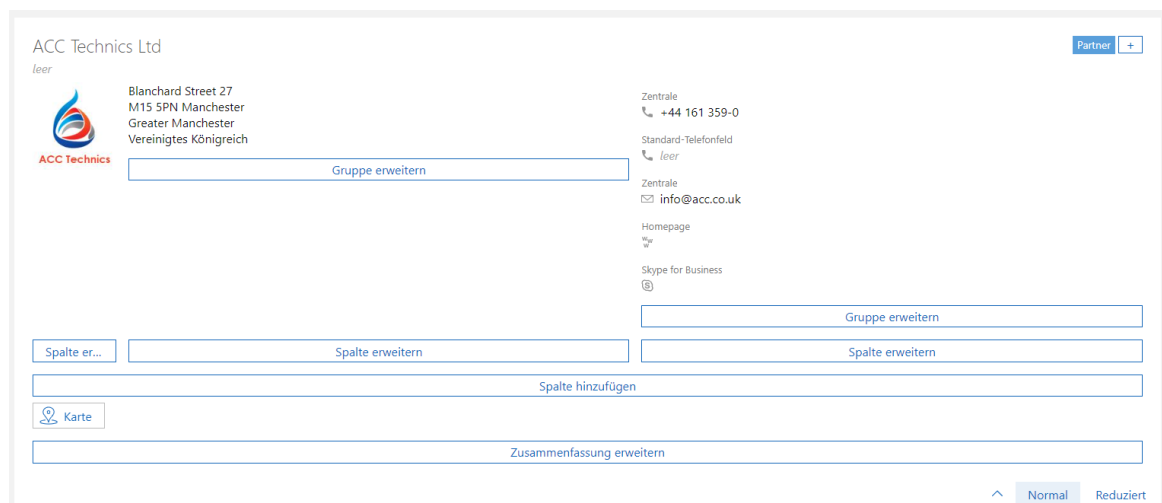 ACC Technics Ltd
Partner +
leer
ACC Technics
Blanchard Street 27
M15 5PN Manchester
Greater Manchester
Vereinigtes Königreich
Gruppe erweitern
Zentrale
+44 161 359-0
Standard-Telefonfeld
leer
Zentrale
info@acc.co.uk
Homepage
www
Skype for Business
Gruppe erweitern
Spalte er... Spalte erweitern Spalte erweitern
Spalte hinzufügen
Karte
Zusammenfassung erweitern
Normal Reduziert